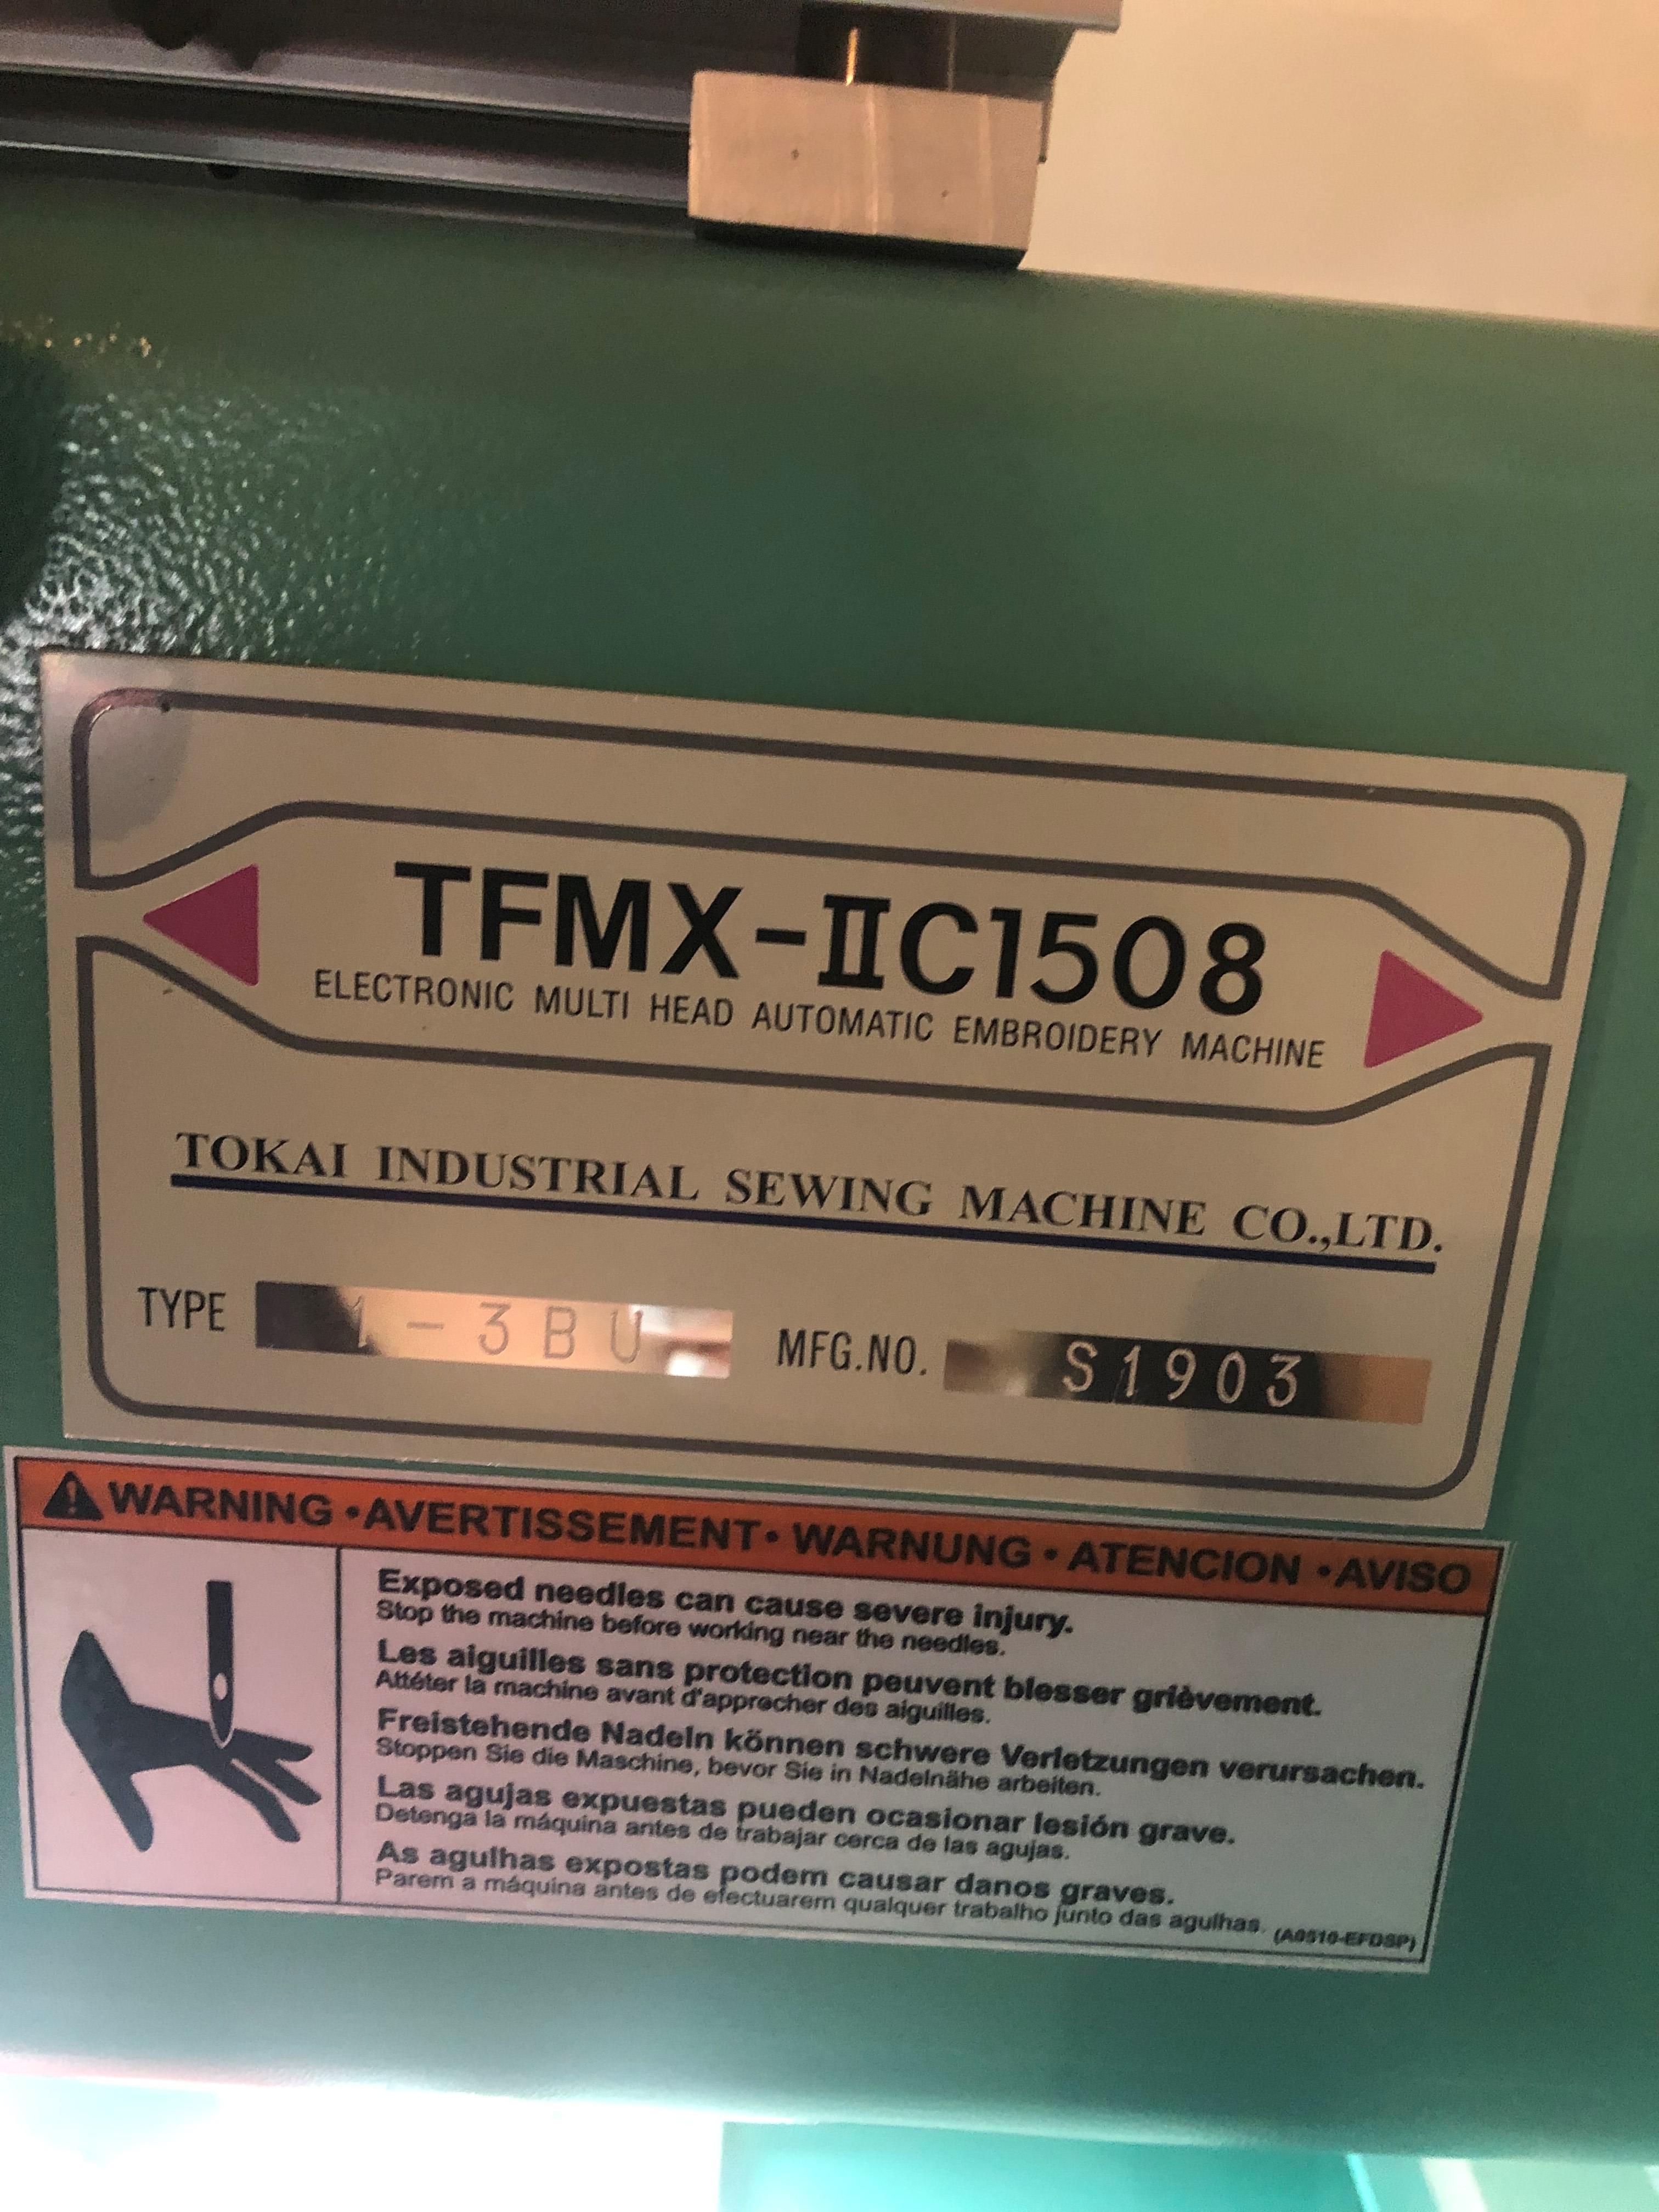 TFMX-ⅡC1508
ELECTRONIC MULTI HEAD AUTOMATIC EMBROIDERY MACHINE
TOKAI INDUSTRIAL SEWING MACHINE CO.,LTD.
TYPE 1-3BU MFG.NO. S1903
WARNING •AVERTISSEMENT• WARNUNG • ATENCION •AVISO
Exposed needles can cause severe injury.
Stop the machine before working near the needles.
Les aiguilles sans protection peuvent blesser grièvement.
Attéter la machine avant d'approcher des aiguilles.
Freistehende Nadeln können schwere Verletzungen verursachen.
Stoppen Sie die Maschine, bevor Sie in Nadelnähe arbeiten.
Las agujas expuestas pueden ocasionar lesión grave.
Detenga la máquina antes de trabajar cerca de las agujas.
As agulhas expostas podem causar danos graves.
Parem a máquina antes de efectuarem qualquer trabalho junto das agulhas.
(A0510-EFDSP)